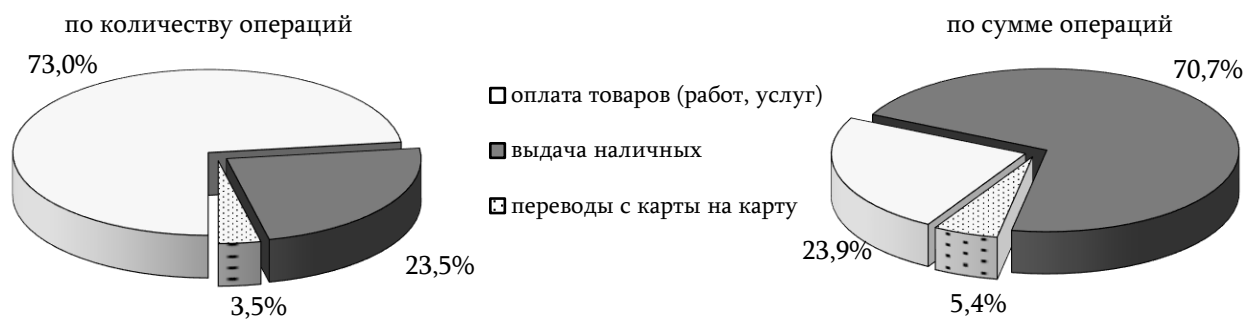 по количеству операций
73,0%
23,5%
3,5%
оплата товаров (работ, услуг)
выдача наличных
переводы с карты на карту
по сумме операций
70,7%
23,9%
5,4%